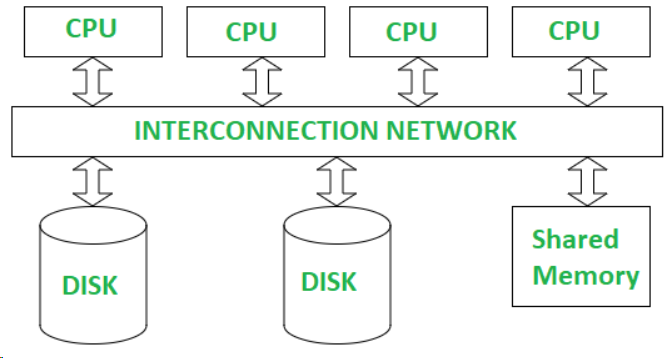 CPU
CPU
CPU
CPU
INTERCONNECTION NETWORK
DISK
DISK
Shared
Memory